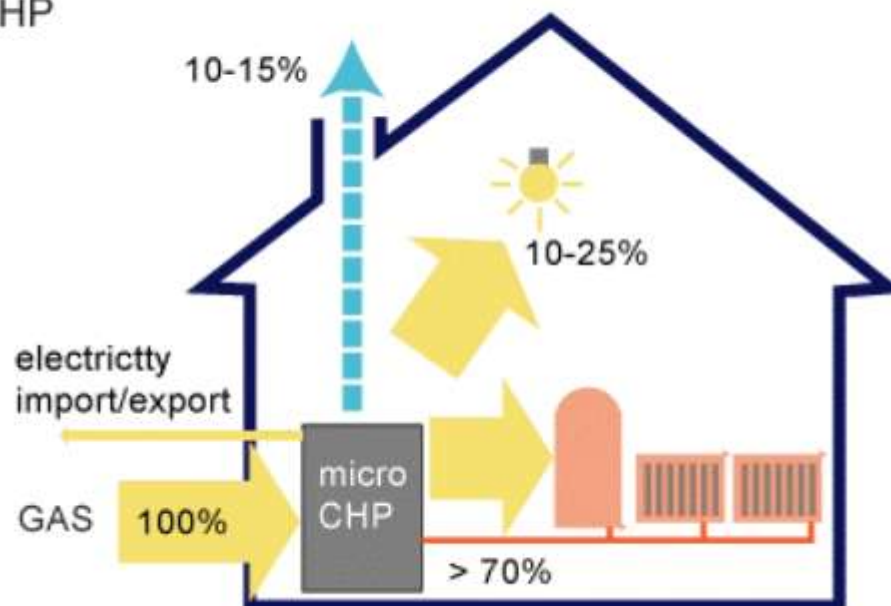 HP
10-15%
10-25%
electrictty
import/export
micro
CHP
GAS
100%
> 70%